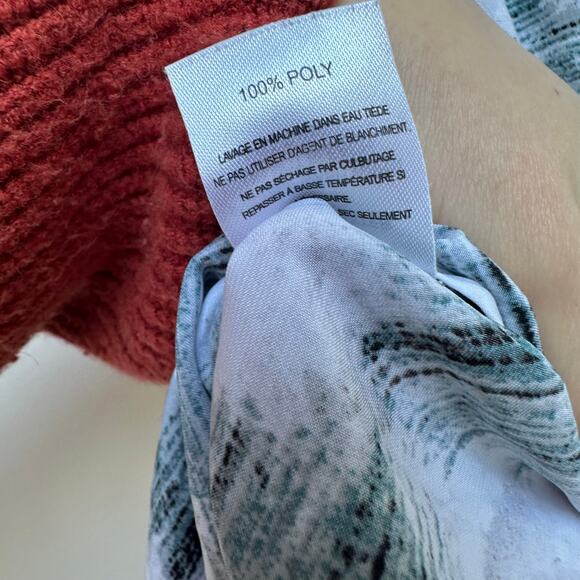 100% POLY
LAVAGE EN MACHINE DANS EAU TIÈDE
NE PAS UTILISER D'AGENT DE BLANCHIMENT.
NE PAS SÉCHAGE PAR CULBUTAGE
REPASSER À BASSE TEMPÉRATURE SI
SEC SEULEMENT